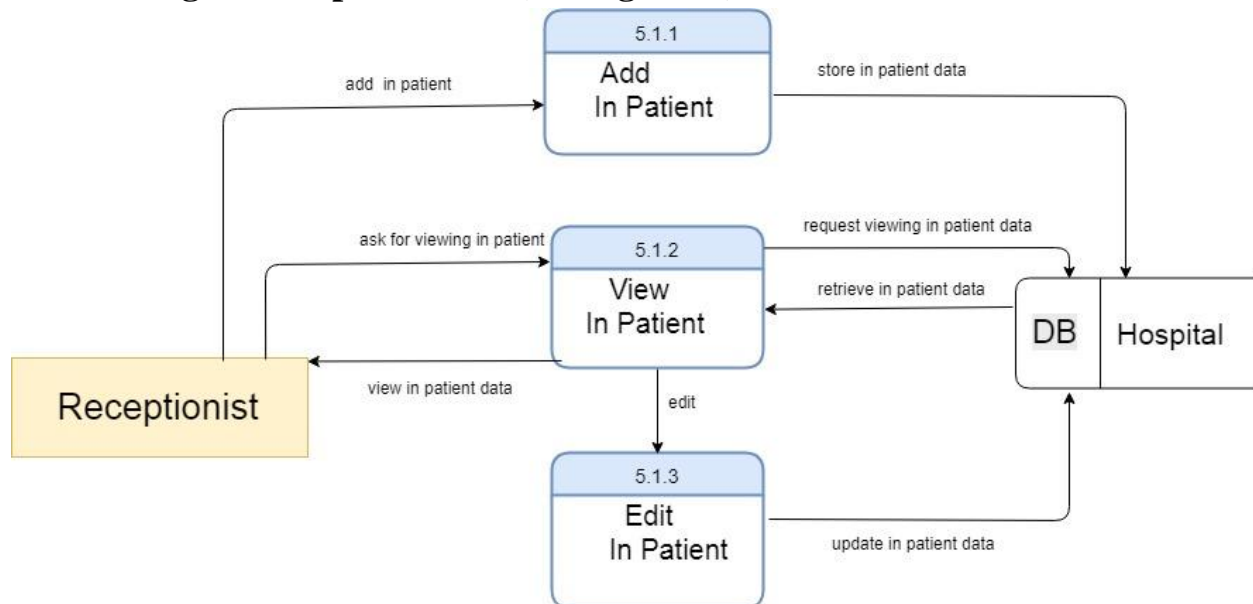 5.1.1
Add
In Patient
add in patient
store in patient data
ask for viewing in patient
5.1.2
View
In Patient
request viewing in patient data
retrieve in patient data
DB
Hospital
view in patient data
Receptionist
edit
5.1.3
Edit
In Patient
update in patient data